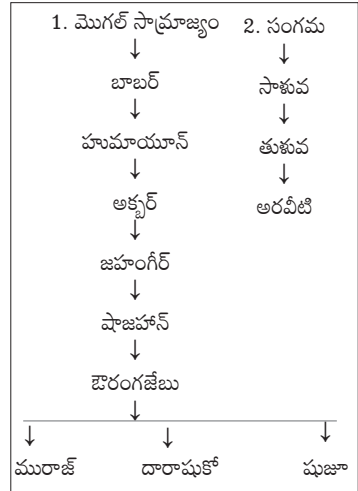 1. మొగల్ సామ్రాజ్యం 2. సంగమ
↓ ↓
బాబర్ సాళువ
↓ ↓
హుమాయూన్ తుళువ
↓ ↓
అక్బర్ అరవీటి
↓
జహంగీర్
↓
షాజహాన్
↓
ఔరంగజేబు
↓
↓ ↓ ↓
మురాజ్ దారాషుకో షుజూ